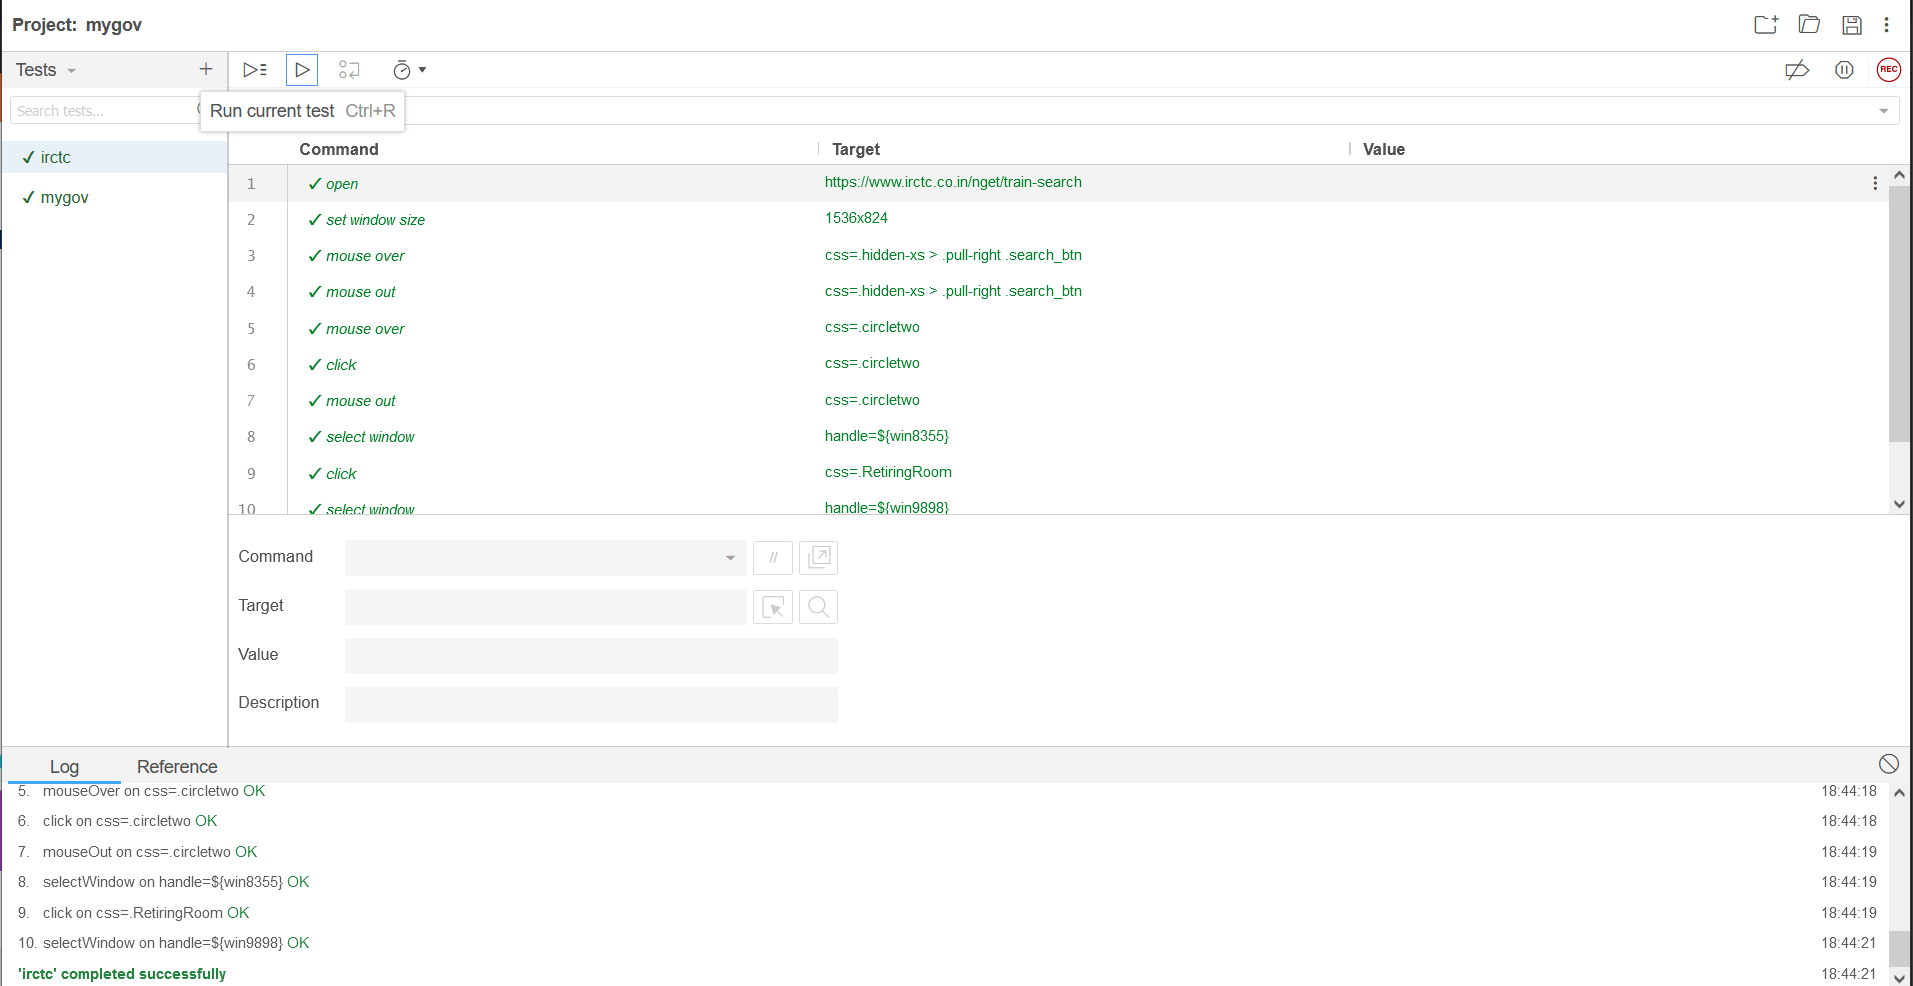 Project: mygov
Tests
REC
Search tests...
Run current test Ctrl+R
Command Target Value
irctc
mygov
1 open https://www.irctc.co.in/nget/train-search
2 set window size 1536x824
3 mouse over css=.hidden-xs > .pull-right .search_btn
4 mouse out css=.hidden-xs > .pull-right .search_btn
5 mouse over css=.circletwo
6 click css=.circletwo
7 mouse out css=.circletwo
8 select window handle=${win8355}
9 click css=.RetiringRoom
10 select window handle=${win9898}
Command //
Target
Value
Description
Log Reference
5. mouseOver on css=.circletwo OK 18:44:18
6. click on css=.circletwo OK 18:44:18
7. mouseOut on css=.circletwo OK 18:44:19
8. selectWindow on handle=${win8355} OK 18:44:19
9. click on css=.RetiringRoom OK 18:44:19
10. selectWindow on handle=${win9898} OK 18:44:21
'irctc' completed successfully 18:44:21